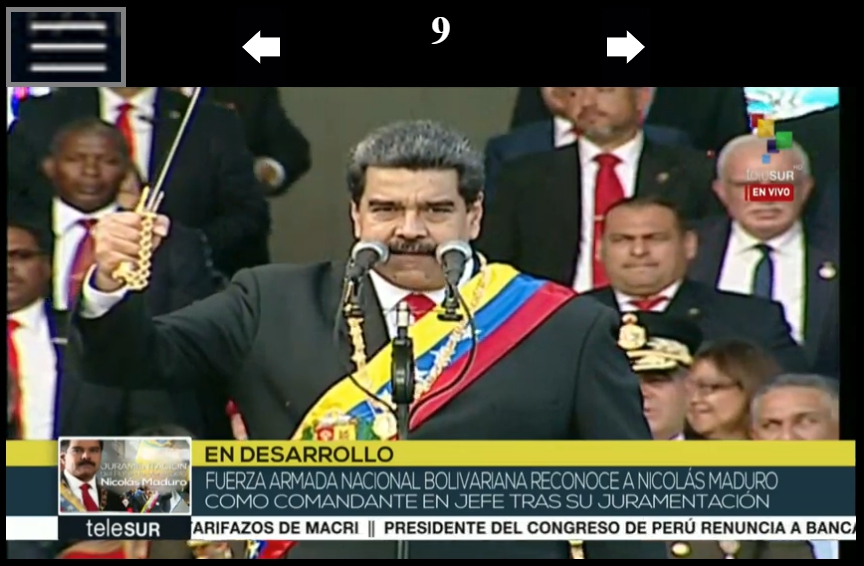 9
teleSUR
EN VIVO
EN DESARROLLO
JURAMENTACIÓN
Nicolás Maduro
FUERZA ARMADA NACIONAL BOLIVARIANA RECONOCE A NICOLÁS MADURO
COMO COMANDANTE EN JEFE TRAS SU JURAMENTACIÓN
teleSUR
TARIFAZOS DE MACRI || PRESIDENTE DEL CONGRESO DE PERÚ RENUNCIA A BANCA